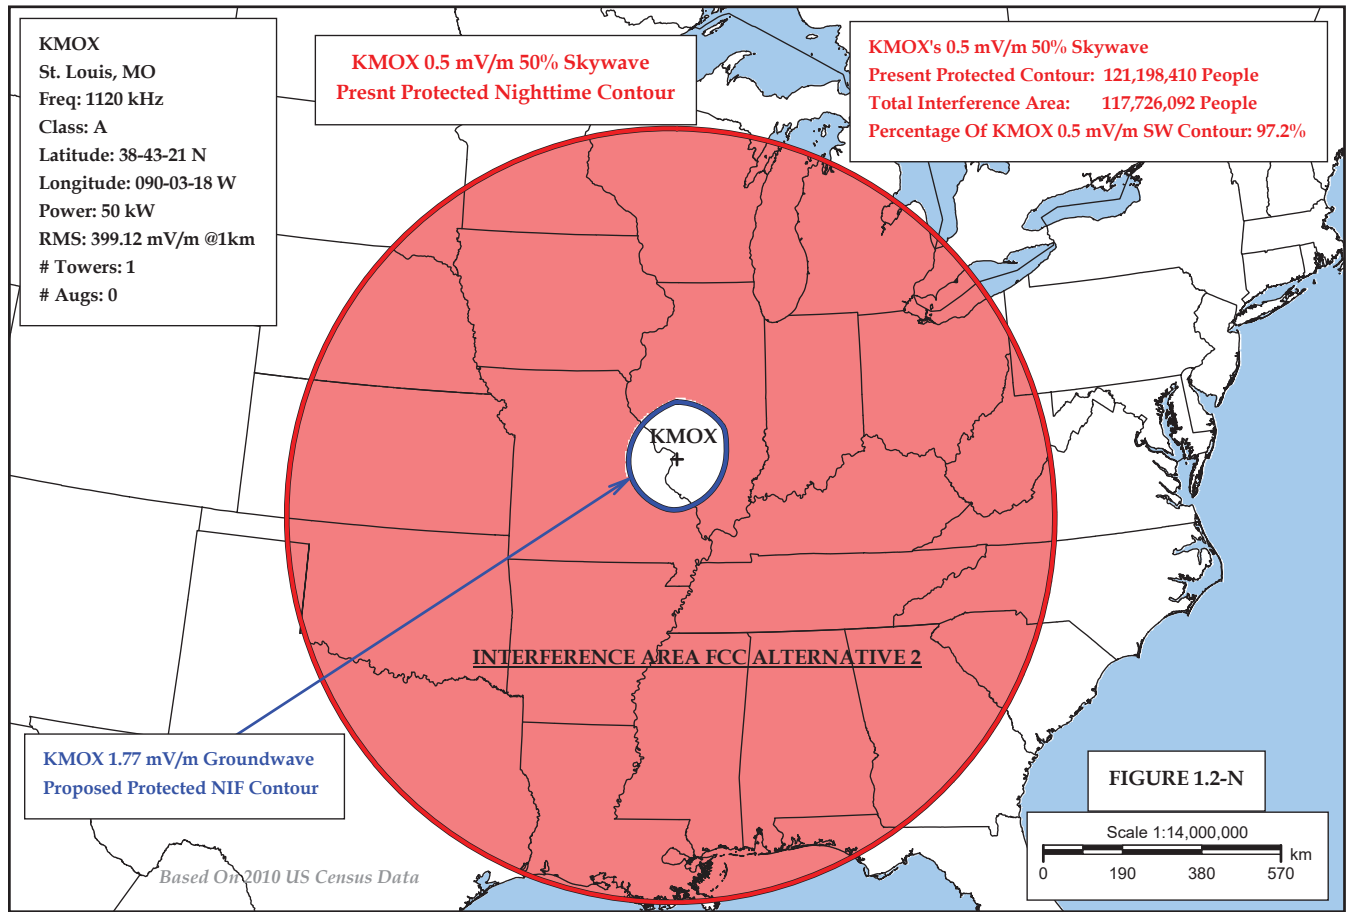 KMOX
St. Louis, MO
Freq: 1120 kHz
Class: A
Latitude: 38-43-21 N
Longitude: 090-03-18 W
Power: 50 kW
RMS: 399.12 mV/m @1km
# Towers: 1
# Augs: 0
KMOX 0.5 mV/m 50% Skywave
Presnt Protected Nighttime Contour
KMOX's 0.5 mV/m 50% Skywave
Present Protected Contour: 121,198,410 People
Total Interference Area: 117,726,092 People
Percentage Of KMOX 0.5 mV/m SW Contour: 97.2%
KMOX
INTERFERENCE AREA FCC ALTERNATIVE 2
KMOX 1.77 mV/m Groundwave
Proposed Protected NIF Contour
FIGURE 1.2-N
Scale 1:14,000,000
km
0 190 380 570
Based On 2010 US Census Data